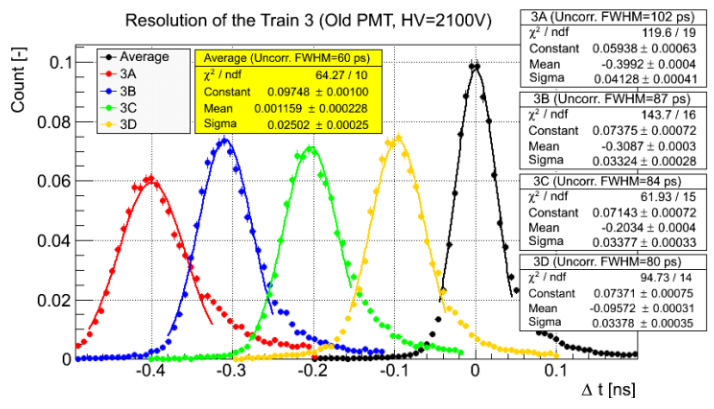 Resolution of the Train 3 (Old PMT, HV=2100V)
Count [-]
0.1
0.08
0.06
0.04
0.02
0
-0.4
-0.3
-0.2
-0.1
0
0.1
Δ t [ns]
Average
3A
3B
3C
3D
Average (Uncorr. FWHM=60 ps)
χ² / ndf 64.27 / 10
Constant 0.09748 ± 0.00100
Mean 0.001159 ± 0.000228
Sigma 0.02502 ± 0.00025
3A (Uncorr. FWHM=102 ps)
χ² / ndf 119.6 / 19
Constant 0.05938 ± 0.00063
Mean -0.3992 ± 0.0004
Sigma 0.04128 ± 0.00041
3B (Uncorr. FWHM=87 ps)
χ² / ndf 143.7 / 16
Constant 0.07375 ± 0.00072
Mean -0.3087 ± 0.0003
Sigma 0.03324 ± 0.00028
3C (Uncorr. FWHM=84 ps)
χ² / ndf 61.93 / 15
Constant 0.07143 ± 0.00072
Mean -0.2034 ± 0.0004
Sigma 0.03377 ± 0.00033
3D (Uncorr. FWHM=80 ps)
χ² / ndf 94.73 / 14
Constant 0.07371 ± 0.00075
Mean -0.09572 ± 0.00031
Sigma 0.03378 ± 0.00035